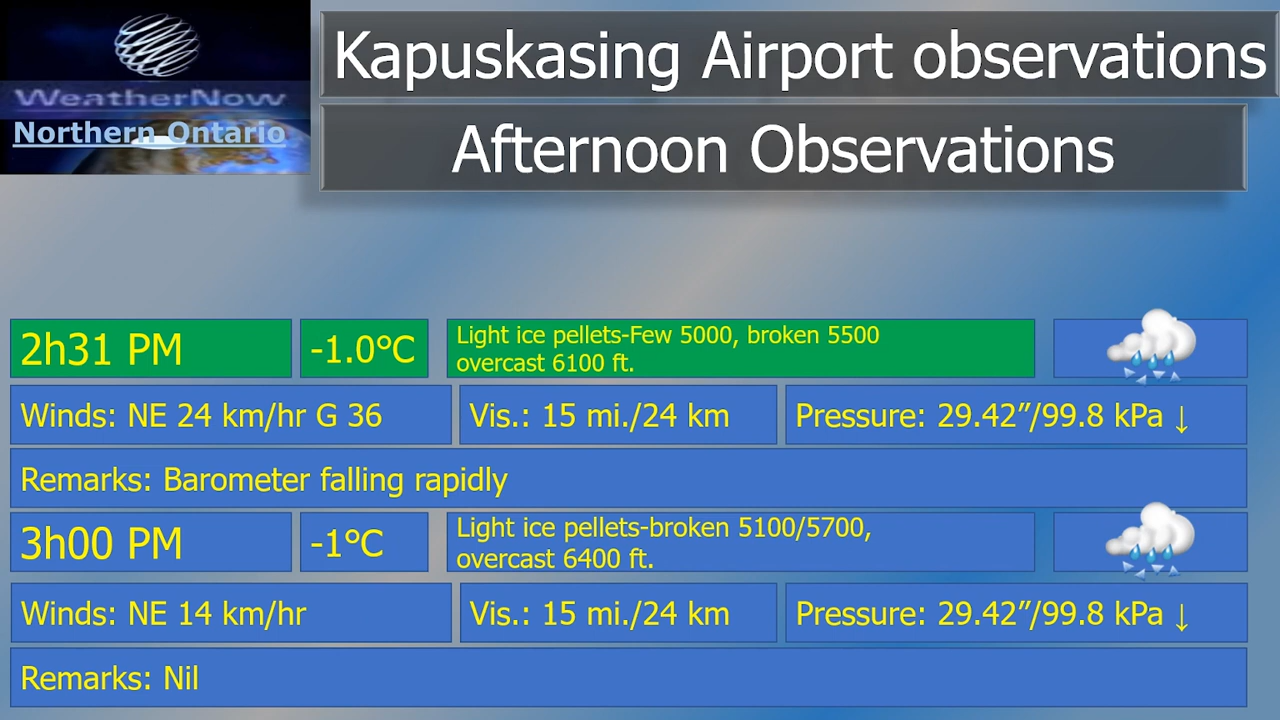 WeatherNow
Northern Ontario
Kapuskasing Airport observations
Afternoon Observations
2h31 PM
-1.0°C
Light ice pellets-Few 5000, broken 5500
overcast 6100 ft.
Winds: NE 24 km/hr G 36
Vis.: 15 mi./24 km
Pressure: 29.42”/99.8 kPa ↓
Remarks: Barometer falling rapidly
3h00 PM
-1°C
Light ice pellets-broken 5100/5700,
overcast 6400 ft.
Winds: NE 14 km/hr
Vis.: 15 mi./24 km
Pressure: 29.42”/99.8 kPa ↓
Remarks: Nil